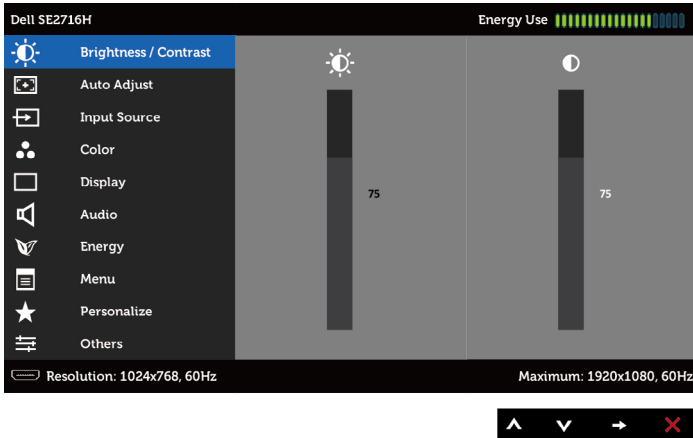 Dell SE2716H
Energy Use
Brightness / Contrast
Auto Adjust
Input Source
Color
Display
Audio
Energy
Menu
Personalize
Others
75
75
Resolution: 1024x768, 60Hz
Maximum: 1920x1080, 60Hz